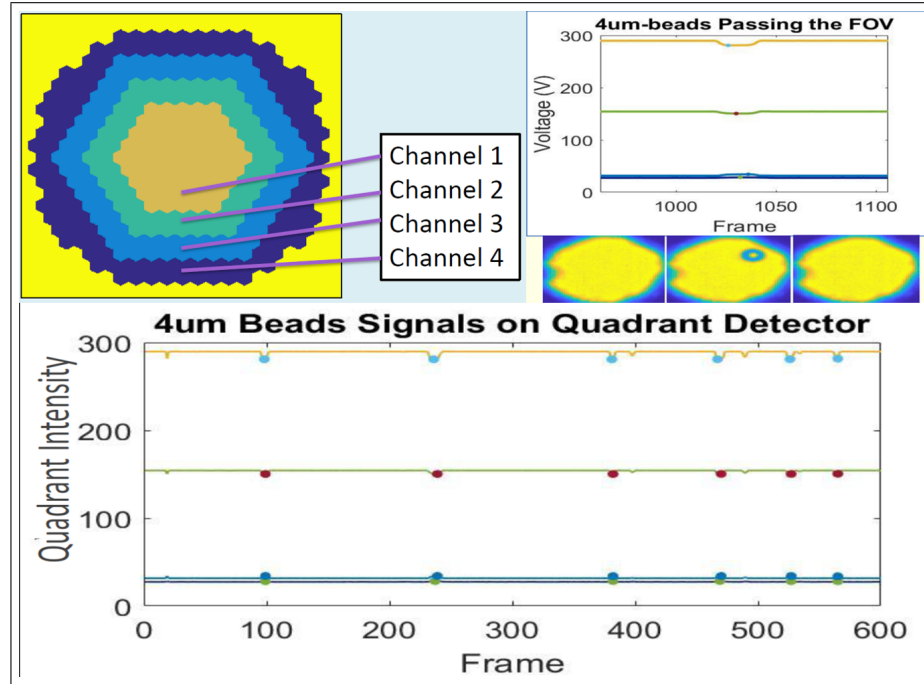 Channel 1
Channel 2
Channel 3
Channel 4
4um-beads Passing the FOV
Voltage (V)
300
200
100
0
1000
1050
1100
Frame
4um Beads Signals on Quadrant Detector
Quadrant Intensity
300
200
100
0
0
100
200
300
400
500
600
Frame